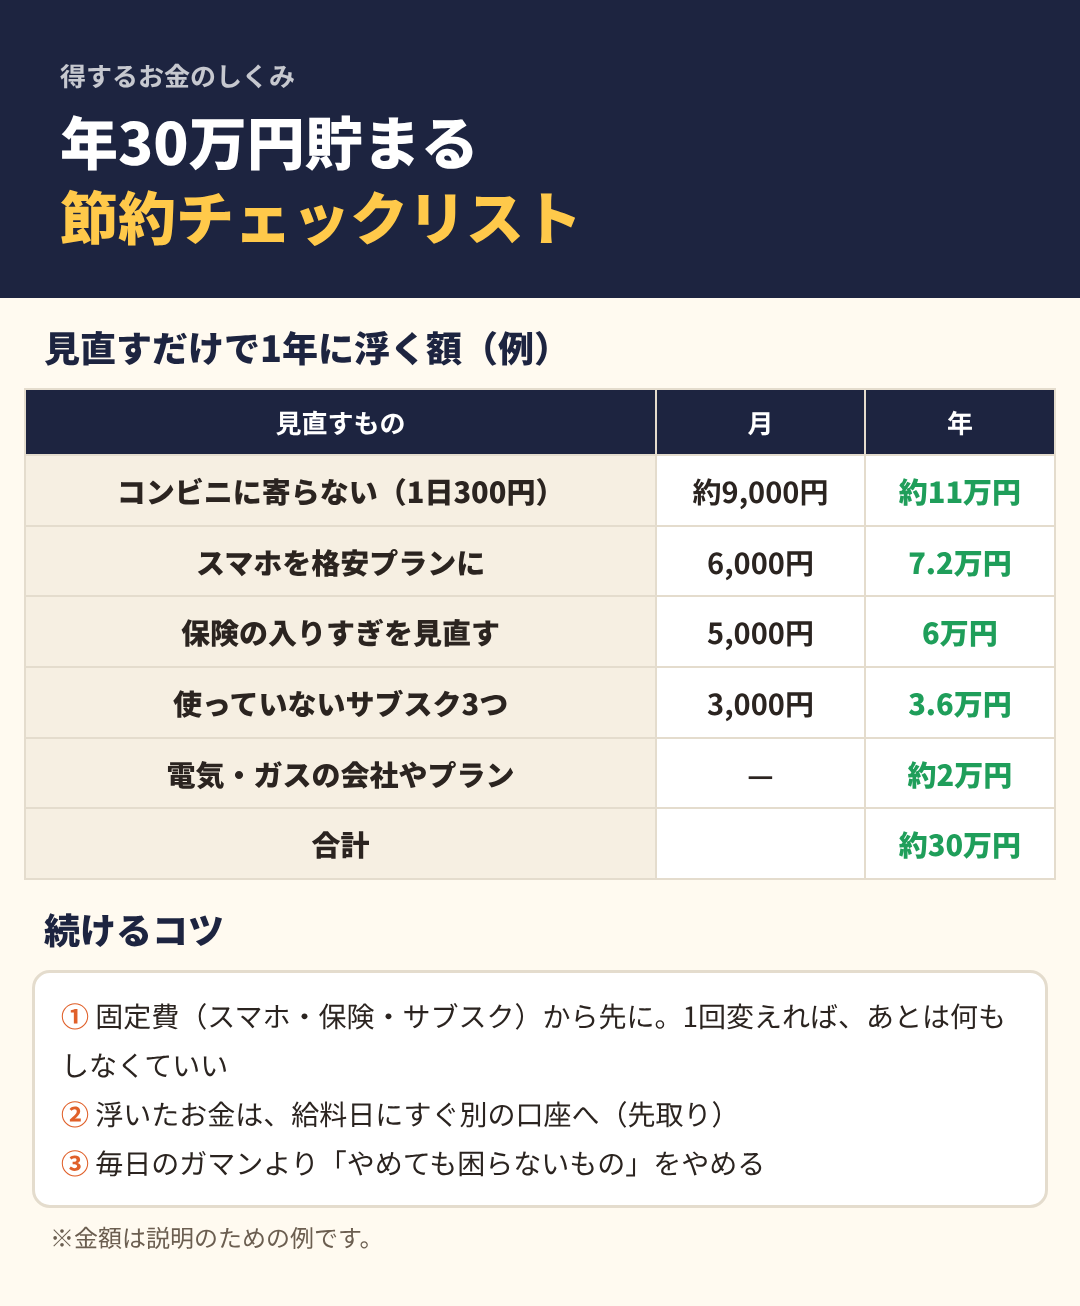 得するお金のしくみ
年30万円貯まる
節約チェックリスト
見直すだけで1年に浮く額（例）
見直すもの 月 年
コンビニに寄らない（1日300円） 約9,000円 約11万円
スマホを格安プランに 6,000円 7.2万円
保険の入りすぎを見直す 5,000円 6万円
使っていないサブスク3つ 3,000円 3.6万円
電気・ガスの会社やプラン — 約2万円
合計 約30万円
続けるコツ
① 固定費（スマホ・保険・サブスク）から先に。1回変えれば、あとは何も
しなくていい
② 浮いたお金は、給料日にすぐ別の口座へ（先取り）
③ 毎日のガマンより「やめても困らないもの」をやめる
※金額は説明のための例です。